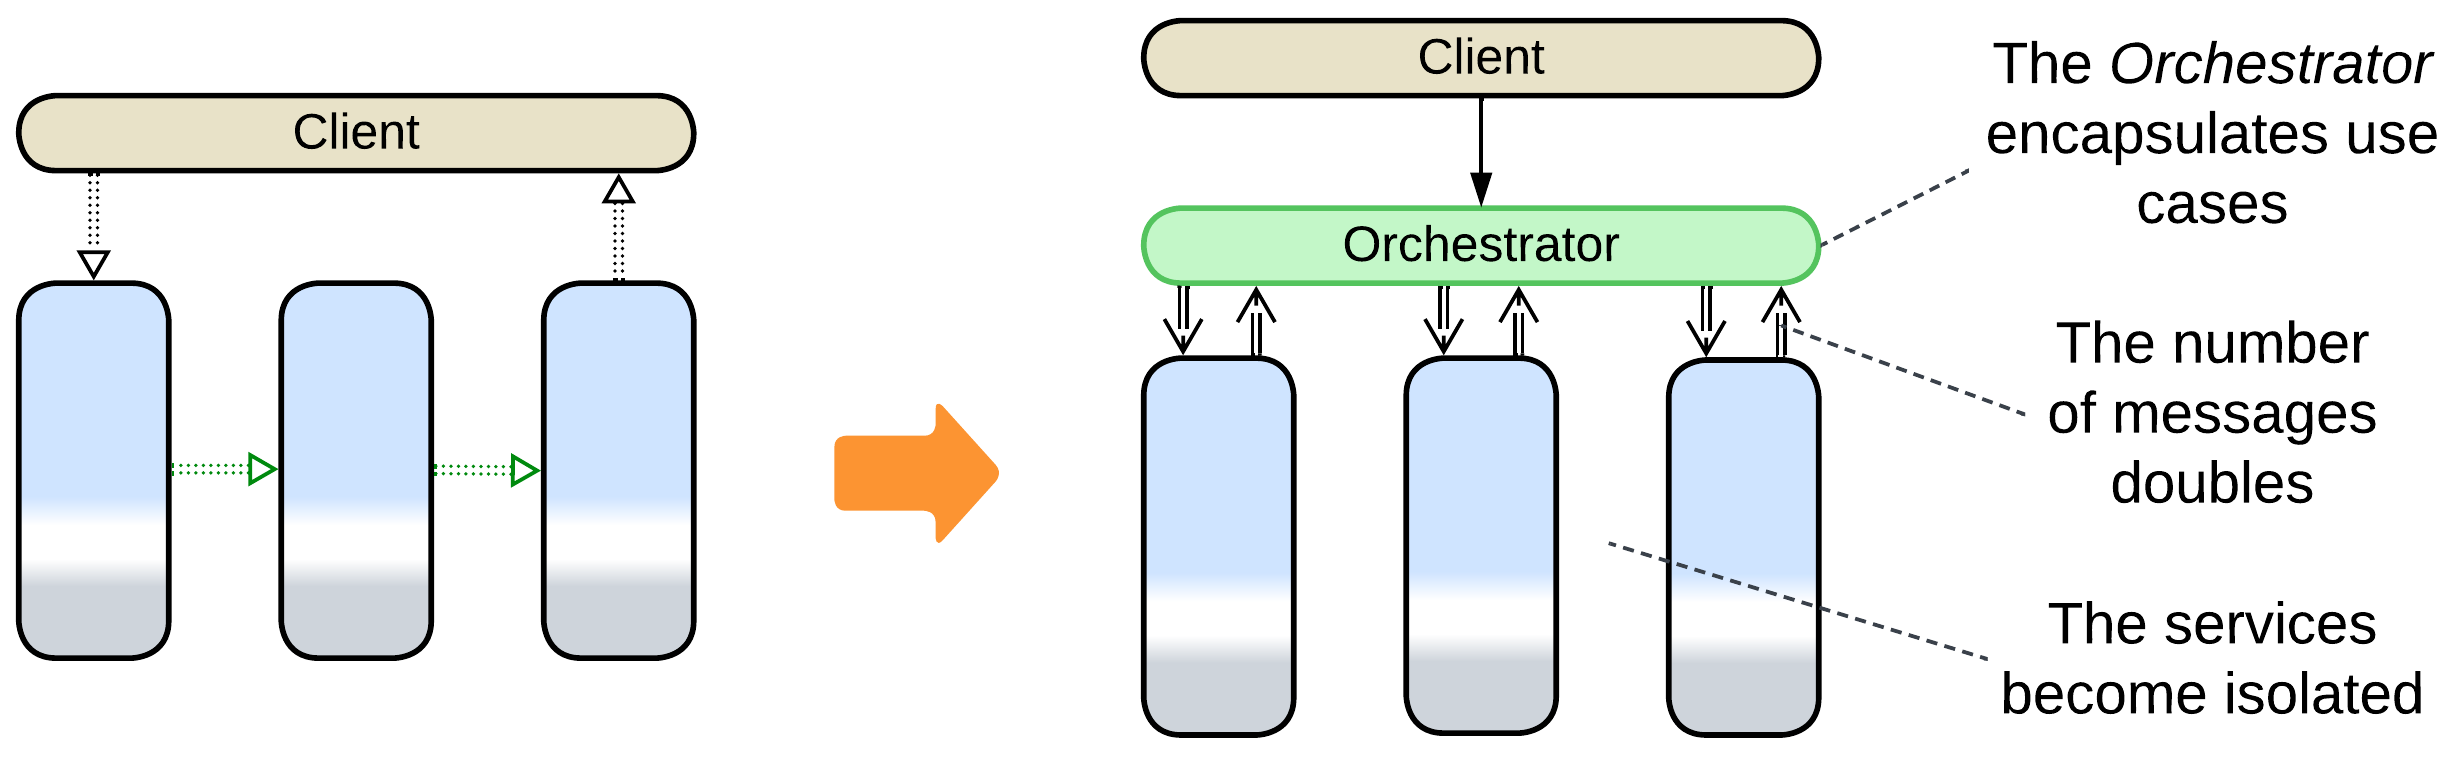 Client
Client
Orchestrator
The Orchestrator
encapsulates use
cases
The number
of messages
doubles
The services
become isolated